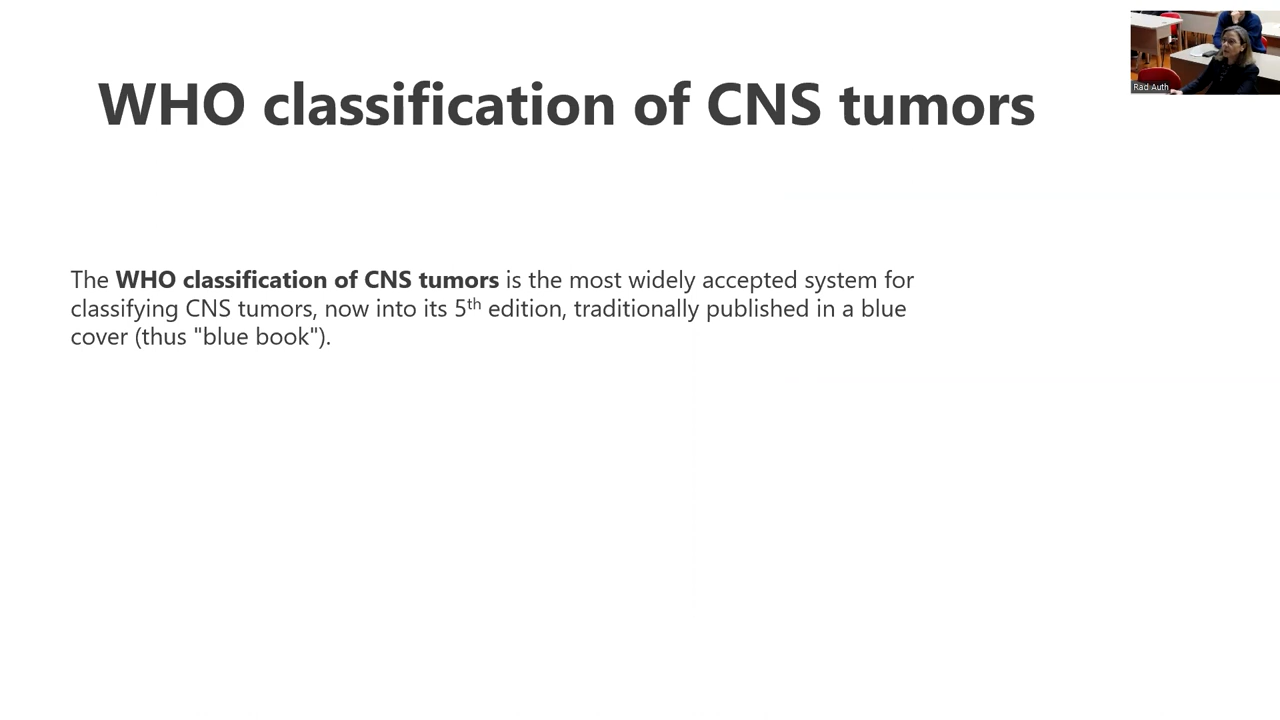 WHO classification of CNS tumors
Rad Auth
The WHO classification of CNS tumors is the most widely accepted system for
classifying CNS tumors, now into its 5th edition, traditionally published in a blue
cover (thus "blue book").